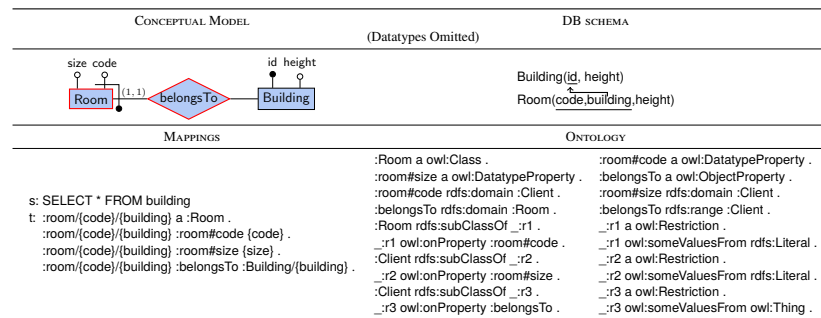 CONCEPTUAL MODEL DB SCHEMA
(Datatypes Omitted)
size code id height
Room (1, 1) belongsTo Building
Building(id, height)
Room(code,building,height)
MAPPINGS ONTOLOGY
s: SELECT * FROM building
t: :room/{code}/{building} a :Room .
:room/{code}/{building} :room#code {code} .
:room/{code}/{building} :room#size {size} .
:room/{code}/{building} :belongsTo :Building/{building} .
:Room a owl:Class . :room#code a owl:DatatypeProperty .
:room#size a owl:DatatypeProperty . :belongsTo a owl:ObjectProperty .
:room#code rdfs:domain :Client . :room#size rdfs:domain :Client .
:belongsTo rdfs:domain :Room . :belongsTo rdfs:range :Client .
:Room rdfs:subClassOf _:r1 . _:r1 a owl:Restriction .
_:r1 owl:onProperty :room#code . _:r1 owl:someValuesFrom rdfs:Literal .
:Client rdfs:subClassOf _:r2 . _:r2 a owl:Restriction .
_:r2 owl:onProperty :room#size . _:r2 owl:someValuesFrom rdfs:Literal .
:Client rdfs:subClassOf _:r3 . _:r3 a owl:Restriction .
_:r3 owl:onProperty :belongsTo . _:r3 owl:someValuesFrom owl:Thing .